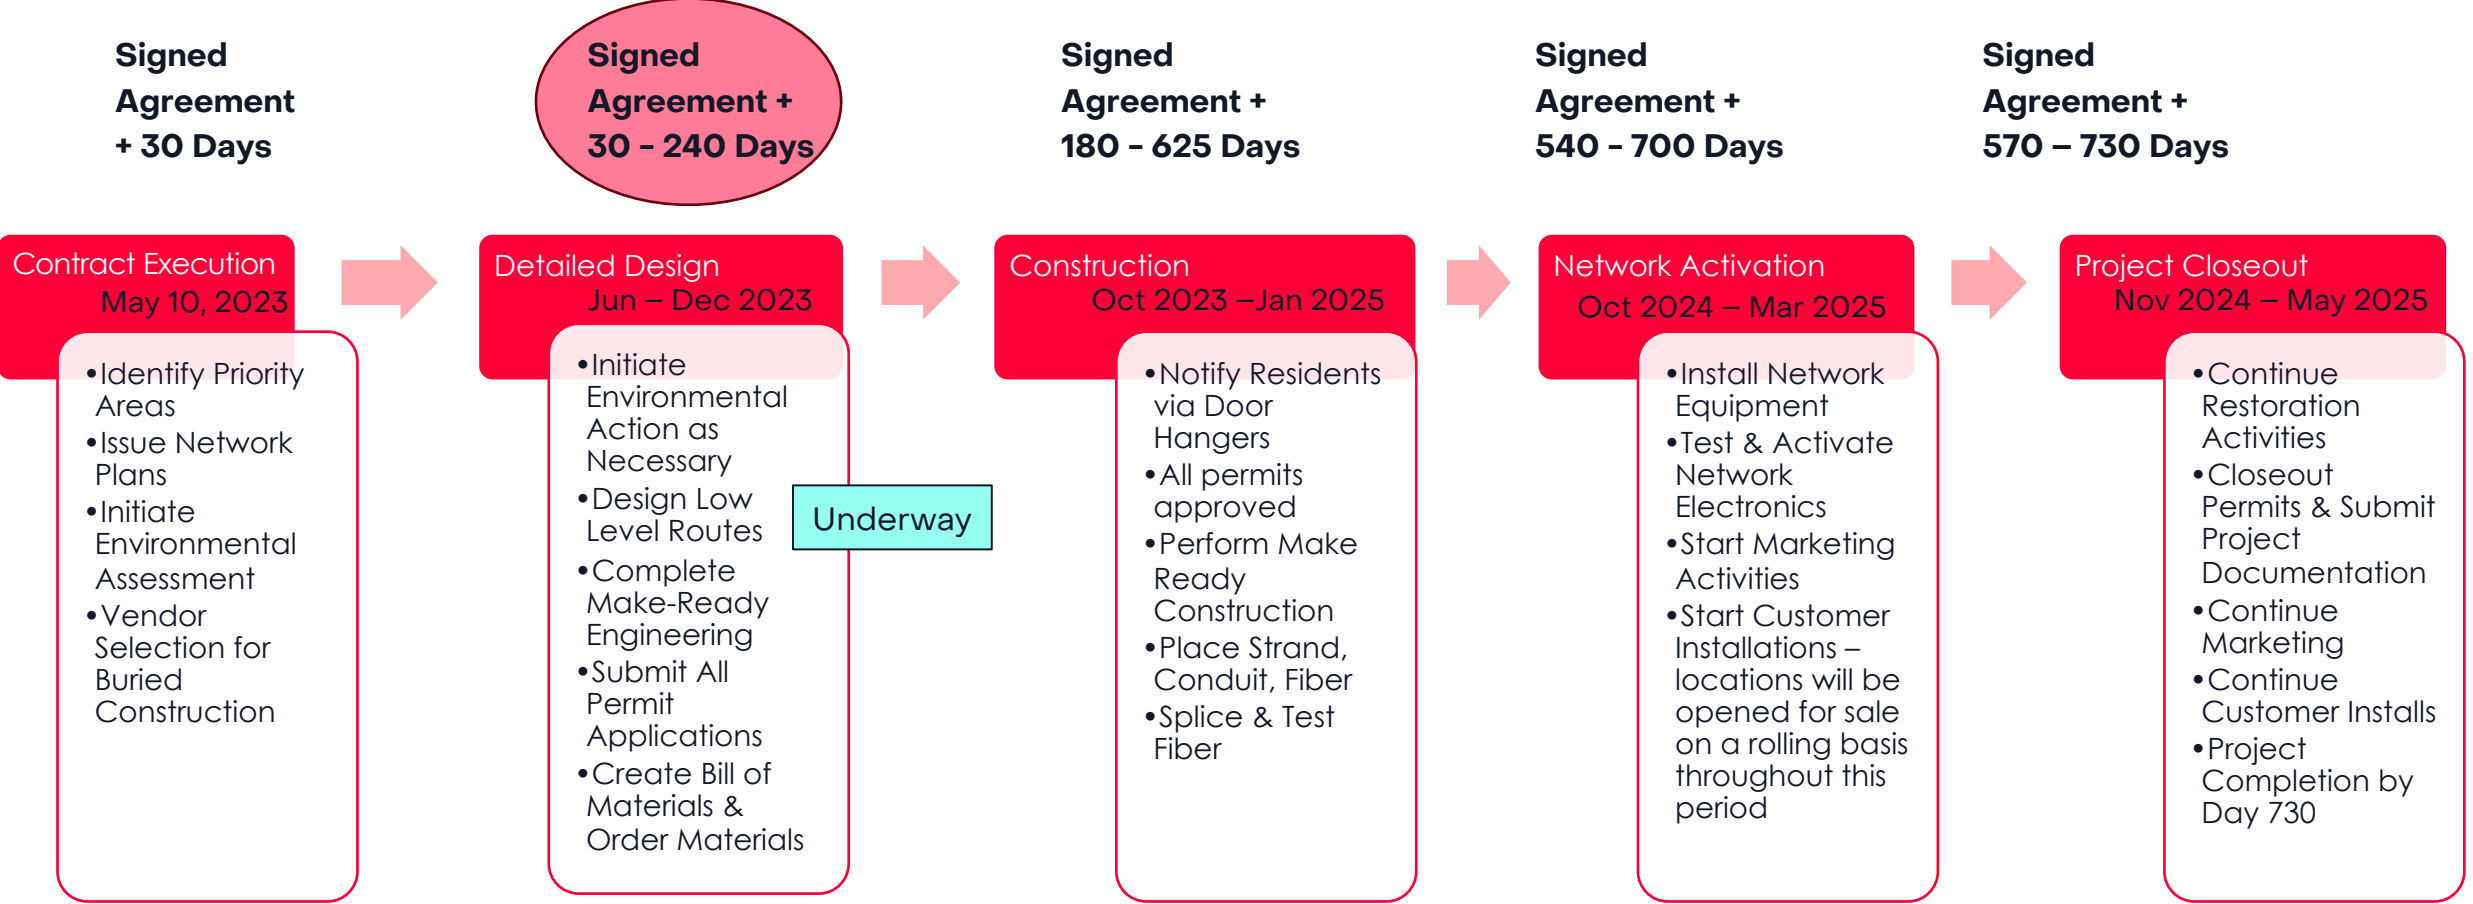 Signed
Agreement
+ 30 Days
Signed
Agreement +
30 - 240 Days
Signed
Agreement +
180 - 625 Days
Signed
Agreement +
540 - 700 Days
Signed
Agreement +
570 – 730 Days
Contract Execution
May 10, 2023
•Identify Priority
Areas
•Issue Network
Plans
•Initiate
Environmental
Assessment
•Vendor
Selection for
Buried
Construction
Detailed Design
Jun – Dec 2023
•Initiate
Environmental
Action as
Necessary
•Design Low
Level Routes
•Complete
Make-Ready
Engineering
•Submit All
Permit
Applications
•Create Bill of
Materials &
Order Materials
Underway
Construction
Oct 2023 –Jan 2025
•Notify Residents
via Door
Hangers
•All permits
approved
•Perform Make
Ready
Construction
•Place Strand,
Conduit, Fiber
•Splice & Test
Fiber
Network Activation
Oct 2024 – Mar 2025
•Install Network
Equipment
•Test & Activate
Network
Electronics
•Start Marketing
Activities
•Start Customer
Installations –
locations will be
opened for sale
on a rolling basis
throughout this
period
Project Closeout
Nov 2024 – May 2025
•Continue
Restoration
Activities
•Closeout
Permits & Submit
Project
Documentation
•Continue
Marketing
•Continue
Customer Installs
•Project
Completion by
Day 730